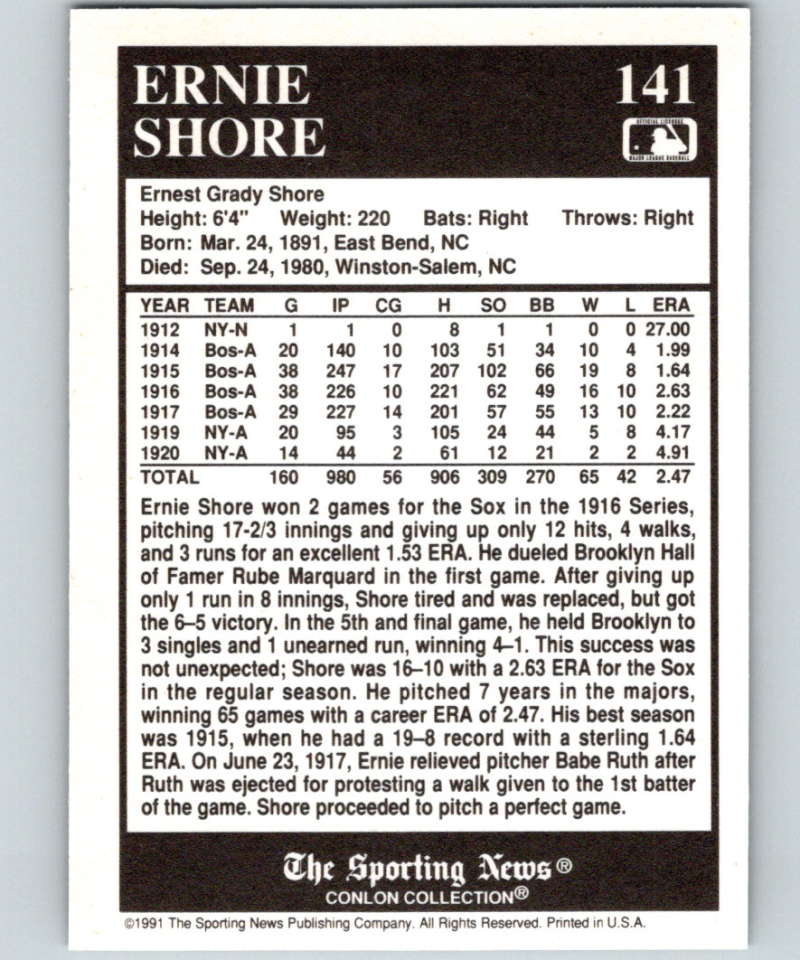 ERNIE 141
SHORE
OFFICIAL LICENSEE
MAJOR LEAGUE BASEBALL
Ernest Grady Shore
Height: 6'4" Weight: 220 Bats: Right Throws: Right
Born: Mar. 24, 1891, East Bend, NC
Died: Sep. 24, 1980, Winston-Salem, NC
YEAR TEAM G IP CG H SO BB W L ERA
1912 NY-N 1 1 0 8 1 1 0 0 27.00
1914 Bos-A 20 140 10 103 51 34 10 4 1.99
1915 Bos-A 38 247 17 207 102 66 19 8 1.64
1916 Bos-A 38 226 10 221 62 49 16 10 2.63
1917 Bos-A 29 227 14 201 57 55 13 10 2.22
1919 NY-A 20 95 3 105 24 44 5 8 4.17
1920 NY-A 14 44 2 61 12 21 2 2 4.91
TOTAL 160 980 56 906 309 270 65 42 2.47
Ernie Shore won 2 games for the Sox in the 1916 Series,
pitching 17-2/3 innings and giving up only 12 hits, 4 walks,
and 3 runs for an excellent 1.53 ERA. He dueled Brooklyn Hall
of Famer Rube Marquard in the first game. After giving up
only 1 run in 8 innings, Shore tired and was replaced, but got
the 6–5 victory. In the 5th and final game, he held Brooklyn to
3 singles and 1 unearned run, winning 4–1. This success was
not unexpected; Shore was 16–10 with a 2.63 ERA for the Sox
in the regular season. He pitched 7 years in the majors,
winning 65 games with a career ERA of 2.47. His best season
was 1915, when he had a 19–8 record with a sterling 1.64
ERA. On June 23, 1917, Ernie relieved pitcher Babe Ruth after
Ruth was ejected for protesting a walk given to the 1st batter
of the game. Shore proceeded to pitch a perfect game.
The Sporting News®
CONLON COLLECTION®
©1991 The Sporting News Publishing Company. All Rights Reserved. Printed in U.S.A.